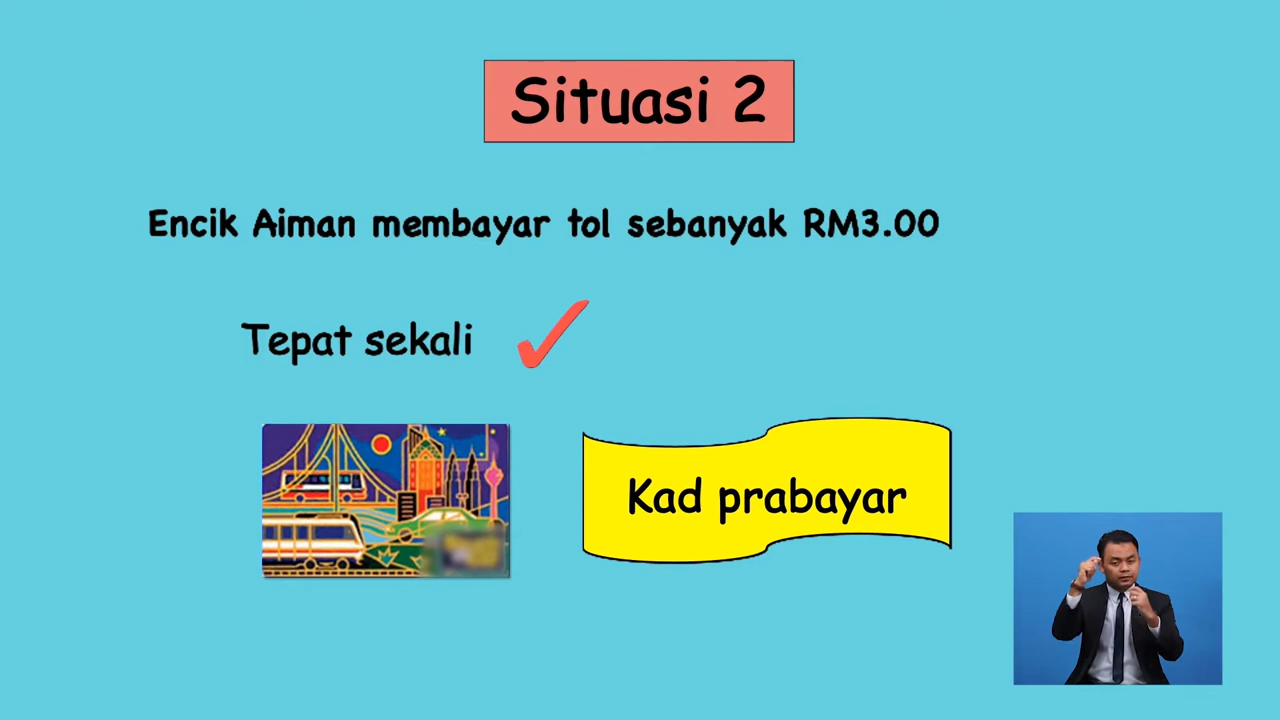 Situasi 2
Encik Aiman membayar tol sebanyak RM3.00
Tepat sekali
Kad prabayar